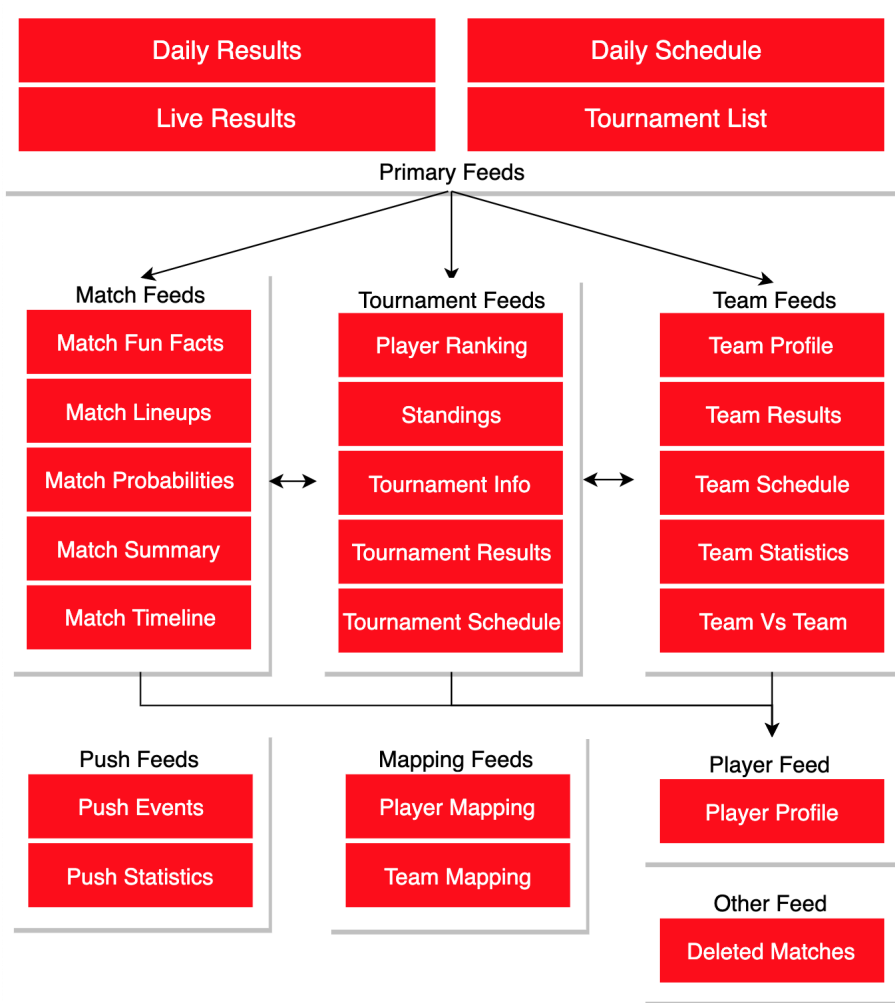 Daily Results
Daily Schedule
Live Results
Tournament List
Primary Feeds
Match Feeds
Match Fun Facts
Match Lineups
Match Probabilities
Match Summary
Match Timeline
Tournament Feeds
Player Ranking
Standings
Tournament Info
Tournament Results
Tournament Schedule
Team Feeds
Team Profile
Team Results
Team Schedule
Team Statistics
Team Vs Team
Push Feeds
Push Events
Push Statistics
Mapping Feeds
Player Mapping
Team Mapping
Player Feed
Player Profile
Other Feed
Deleted Matches